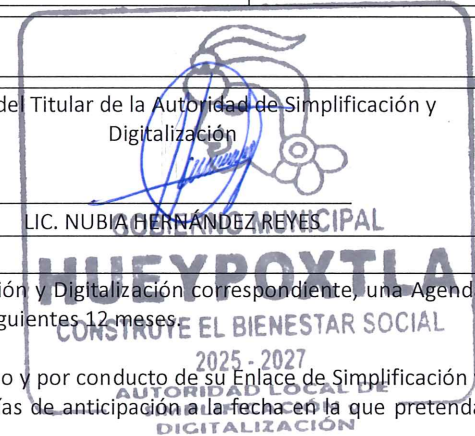 del Titular de la Autoridad de Simplificación y
Digitalización
LIC. NUBIA HERNÁNDEZ REYES
GOBIERNO MUNICIPAL
HUEYPOXTLA
ión y Digitalización correspondiente, una Agend
guientes 12 meses.
CONSTRUYE EL BIENESTAR SOCIAL
2025 - 2027
o y por conducto de su Enlace de Simplificación
AUTORIDAD LOCAL DE
ías de anticipación a la fecha en la que pretenda
DIGITALIZACIÓN